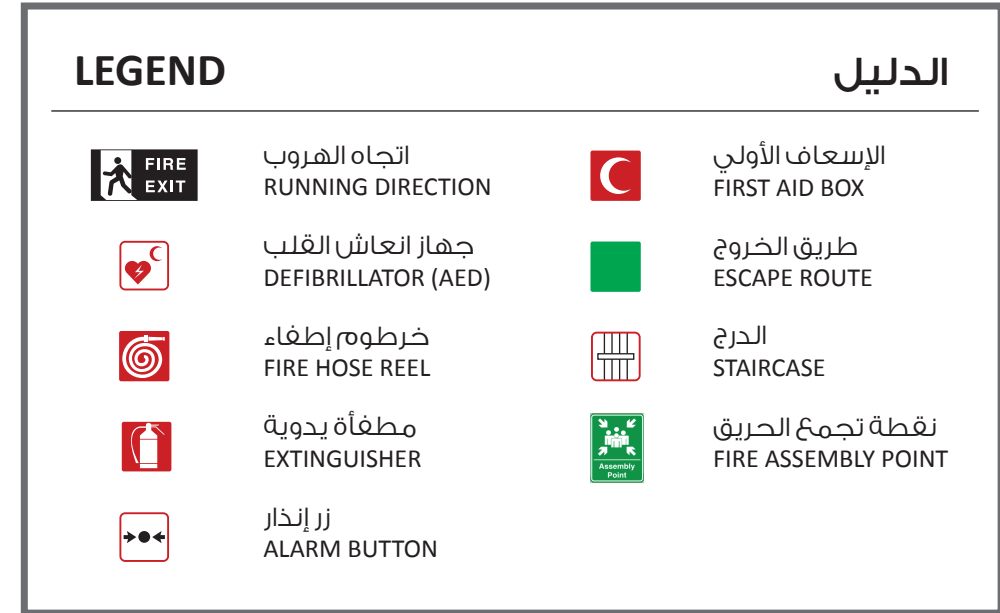 LEGEND
الدليل
FIRE
EXIT
اتجاه الهروب
RUNNING DIRECTION
الإسعاف الأولي
FIRST AID BOX
جهاز انعاش القلب
DEFIBRILLATOR (AED)
طريق الخروج
ESCAPE ROUTE
خرطوم إطفاء
FIRE HOSE REEL
الدرج
STAIRCASE
مطفأة يدوية
EXTINGUISHER
Assembly
Point
نقطة تجمع الحريق
FIRE ASSEMBLY POINT
زر إنذار
ALARM BUTTON